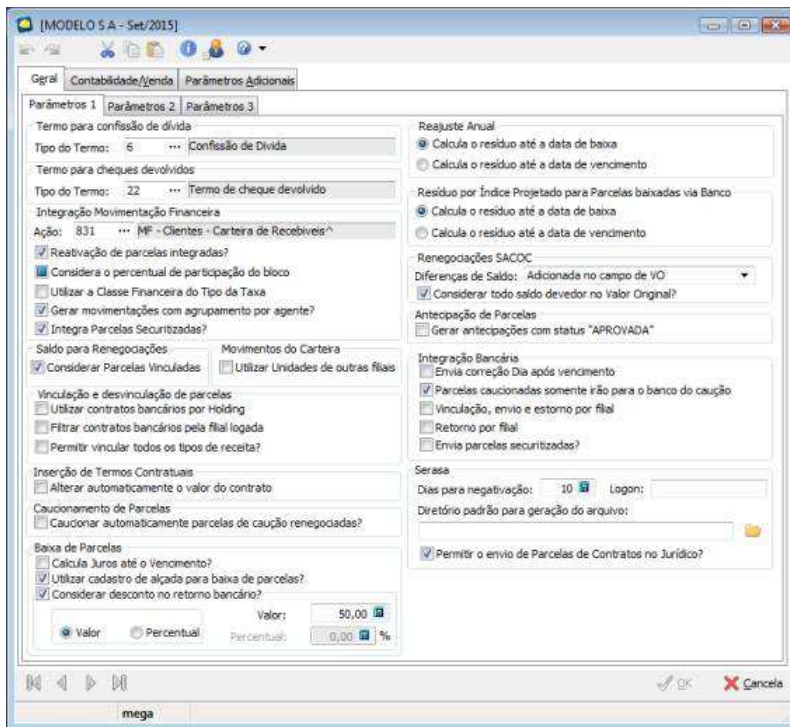 [MODELO S A - Set/2015]
Geral Contabilidade/Venda Parâmetros Adicionais
Parâmetros 1 Parâmetros 2 Parâmetros 3
Termo para confissão de dívida
Tipo do Termo: 6 ... Confissão de Divida
Termo para cheques devolvidos
Tipo do Termo: 22 ... Termo de cheque devolvido
Integração Movimentação Financeira
Ação: 831 ... MF - Clientes - Carteira de Recebiveis^
Reativação de parcelas integradas?
Considera o percentual de participação do bloco
Utilizar a Classe Financeira do Tipo da Taxa
Gerar movimentações com agrupamento por agente?
Integra Parcelas Securitizadas?
Saldo para Renegociações
Considerar Parcelas Vinculadas
Movimentos do Carteira
Utilizar Unidades de outras filiais
Vinculação e desvinculação de parcelas
Utilizar contratos bancários por Holding
Filtrar contratos bancários pela filial logada
Permitir vincular todos os tipos de receita?
Inserção de Termos Contratuais
Alterar automaticamente o valor do contrato
Caucionamento de Parcelas
Caucionar automaticamente parcelas de caução renegociadas?
Baixa de Parcelas
Calcula Juros até o Vencimento?
Utilizar cadastro de alçada para baixa de parcelas?
Considerar desconto no retorno bancário?
Valor Percentual
Valor: 50,00
Percentual: 0,00 %
Reajuste Anual
Calcula o resíduo até a data de baixa
Calcula o resíduo até a data de vencimento
Resíduo por Índice Projetado para Parcelas baixadas via Banco
Calcula o resíduo até a data de baixa
Calcula o resíduo até a data de vencimento
Renegociações SACOC
Diferenças de Saldo: Adicionada no campo de VO
Considerar todo saldo devedor no Valor Original?
Antecipação de Parcelas
Gerar antecipações com status "APROVADA"
Integração Bancária
Envia correção Dia após vencimento
Parcelas caucionadas somente irão para o banco do caução
Vinculação, envio e estorno por filial
Retorno por filial
Envia parcelas securitizadas?
Serasa
Dias para negativação: 10 Logon:
Diretório padrão para geração do arquivo:
Permitir o envio de Parcelas de Contratos no Jurídico?
OK Cancela
mega